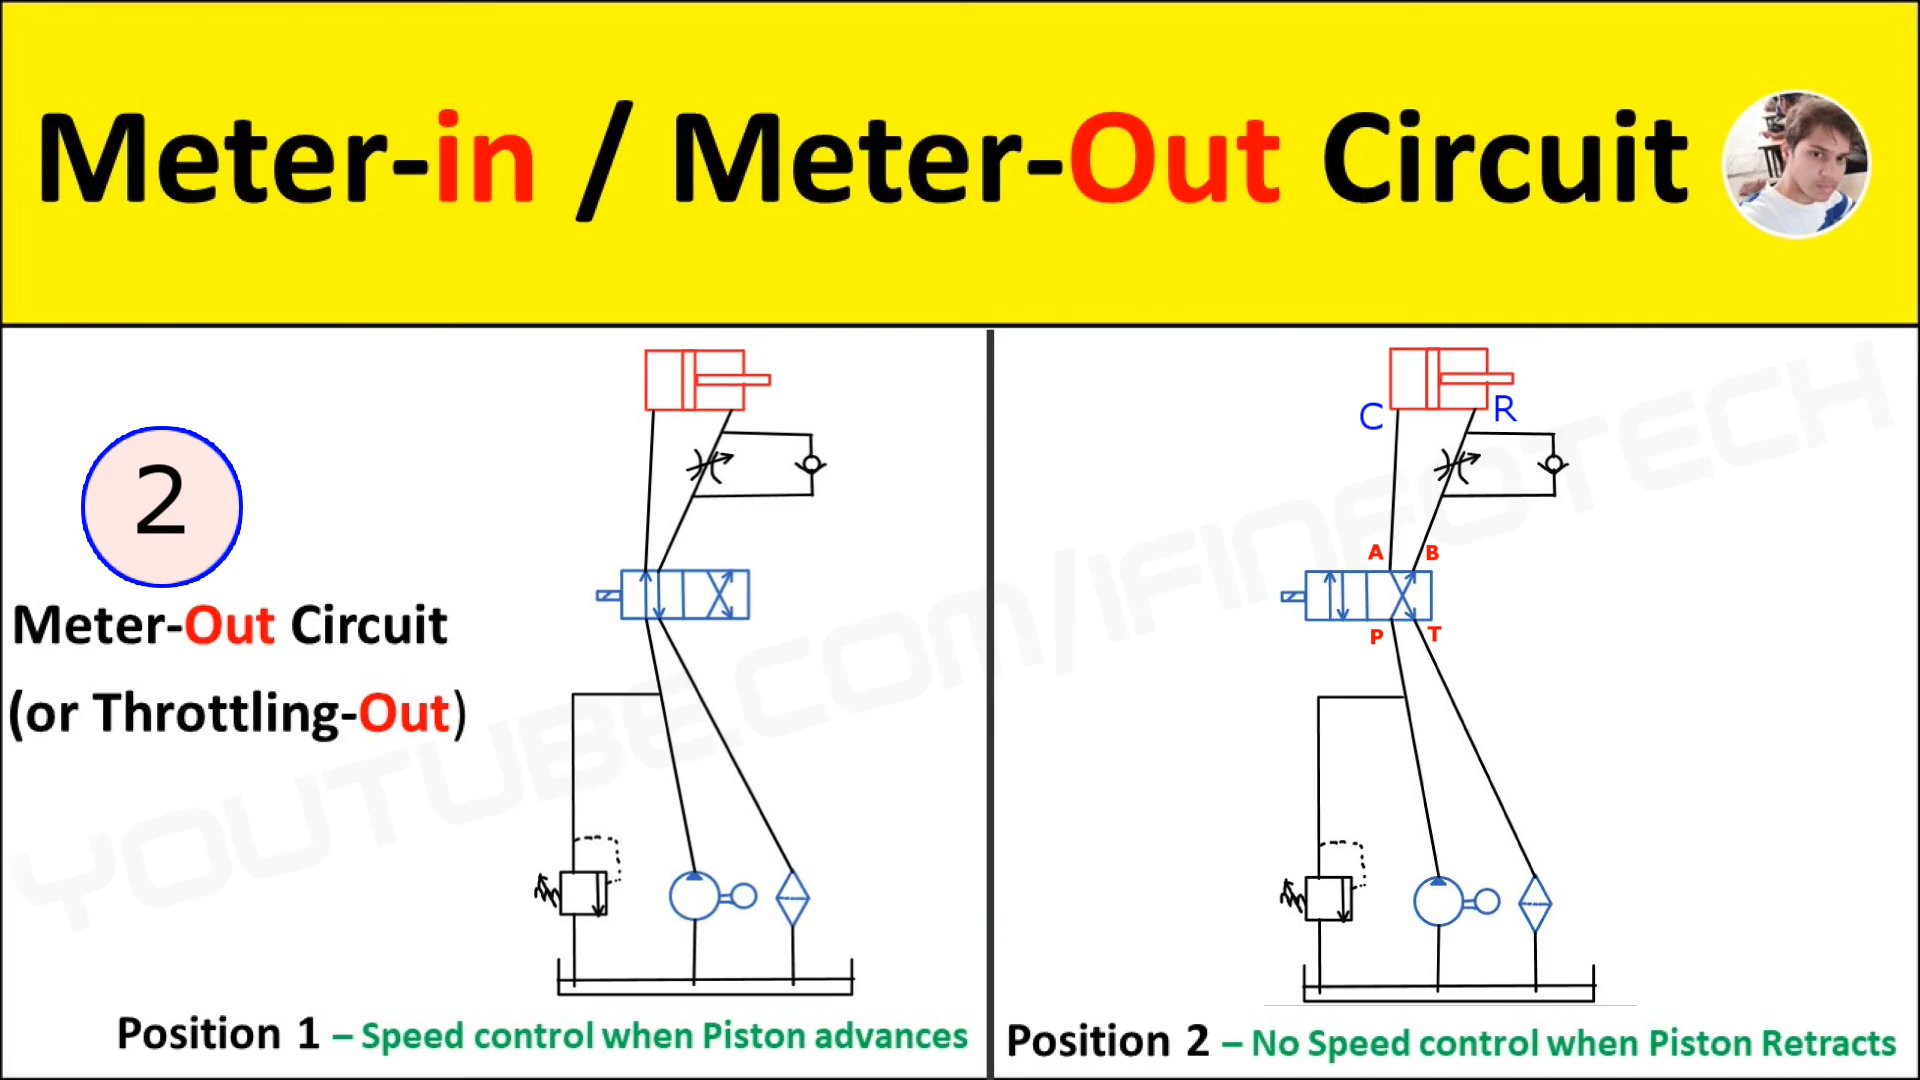 Meter-in / Meter-Out Circuit
2
Meter-Out Circuit
(or Throttling-Out)
Position 1 – Speed control when Piston advances
C
R
A
B
P
T
Position 2 – No Speed control when Piston Retracts
YOUTUBE.COM/IFINFOTECH